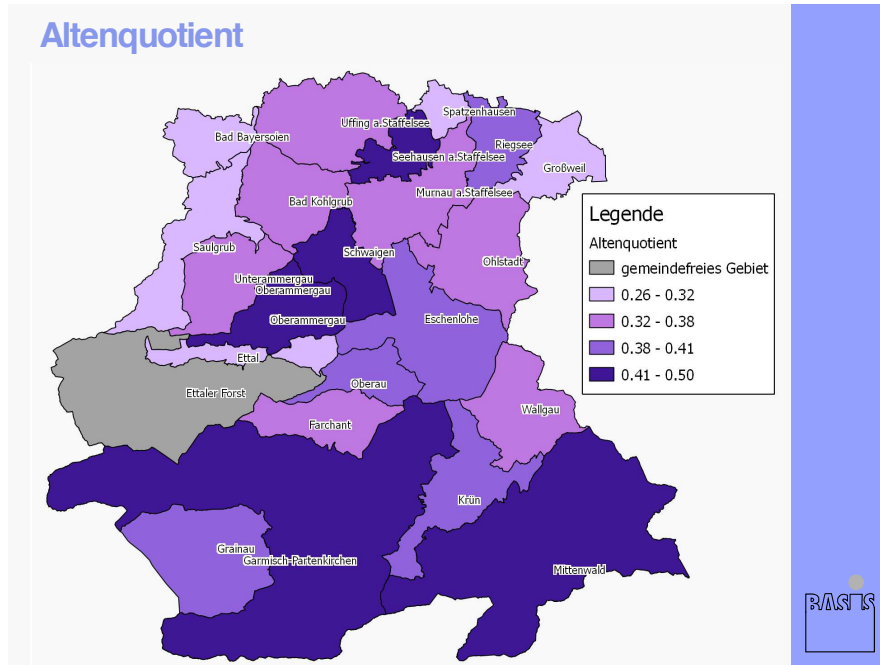 Altenquotient
Spatzenhausen
Uffing a.Staffelsee
Bad Bayersoien
Riegsee
Seehausen a.Staffelsee
Großweil
Murnau a.Staffelsee
Bad Kohlgrub
Legende
Altenquotient
gemeindefreies Gebiet
0.26 - 0.32
0.32 - 0.38
0.38 - 0.41
0.41 - 0.50
Saulgrub
Schwaigen
Ohlstadt
Unterammergau
Oberammergau
Oberammergau
Eschenlohe
Ettal
Oberau
Ettaler Forst
Wallgau
Farchant
Krün
Grainau
Garmisch-Partenkirchen
Mittenwald
BASIS